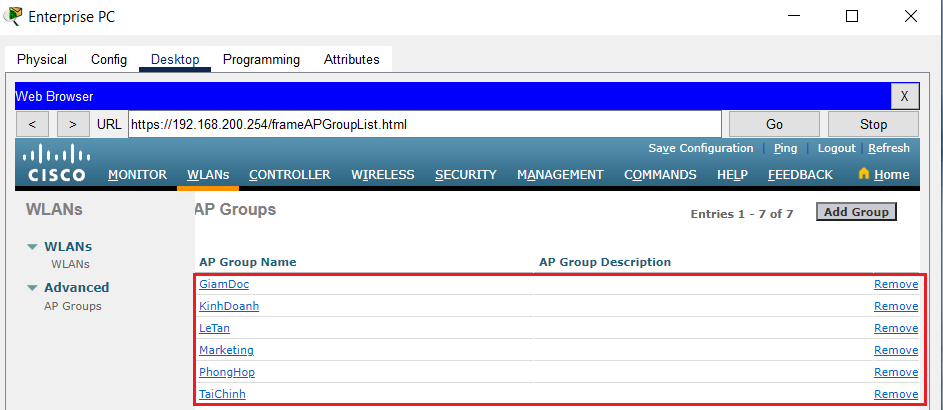 Enterprise PC
Physical Config Desktop Programming Attributes
Web Browser X
< > URL https://192.168.200.254/frameAPGroupList.html Go Stop
Save Configuration | Ping | Logout | Refresh
CISCO MONITOR WLANs CONTROLLER WIRELESS SECURITY MANAGEMENT COMMANDS HELP FEEDBACK Home
WLANs AP Groups Entries 1 - 7 of 7 Add Group
WLANs
WLANs
Advanced
AP Groups
AP Group Name AP Group Description
GiamDoc Remove
KinhDoanh Remove
LeTan Remove
Marketing Remove
PhongHop Remove
TaiChinh Remove